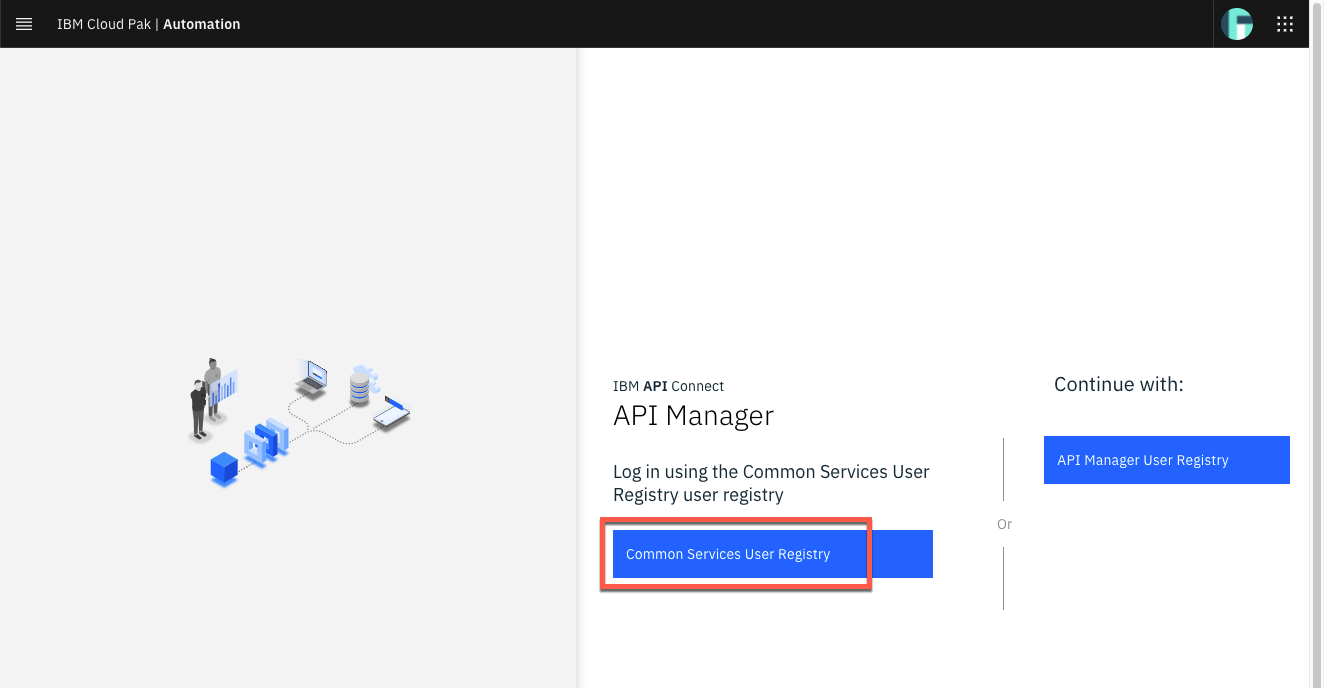 IBM Cloud Pak | Automation
IBM API Connect
API Manager
Log in using the Common Services User
Registry user registry
Common Services User Registry
Or
Continue with:
API Manager User Registry